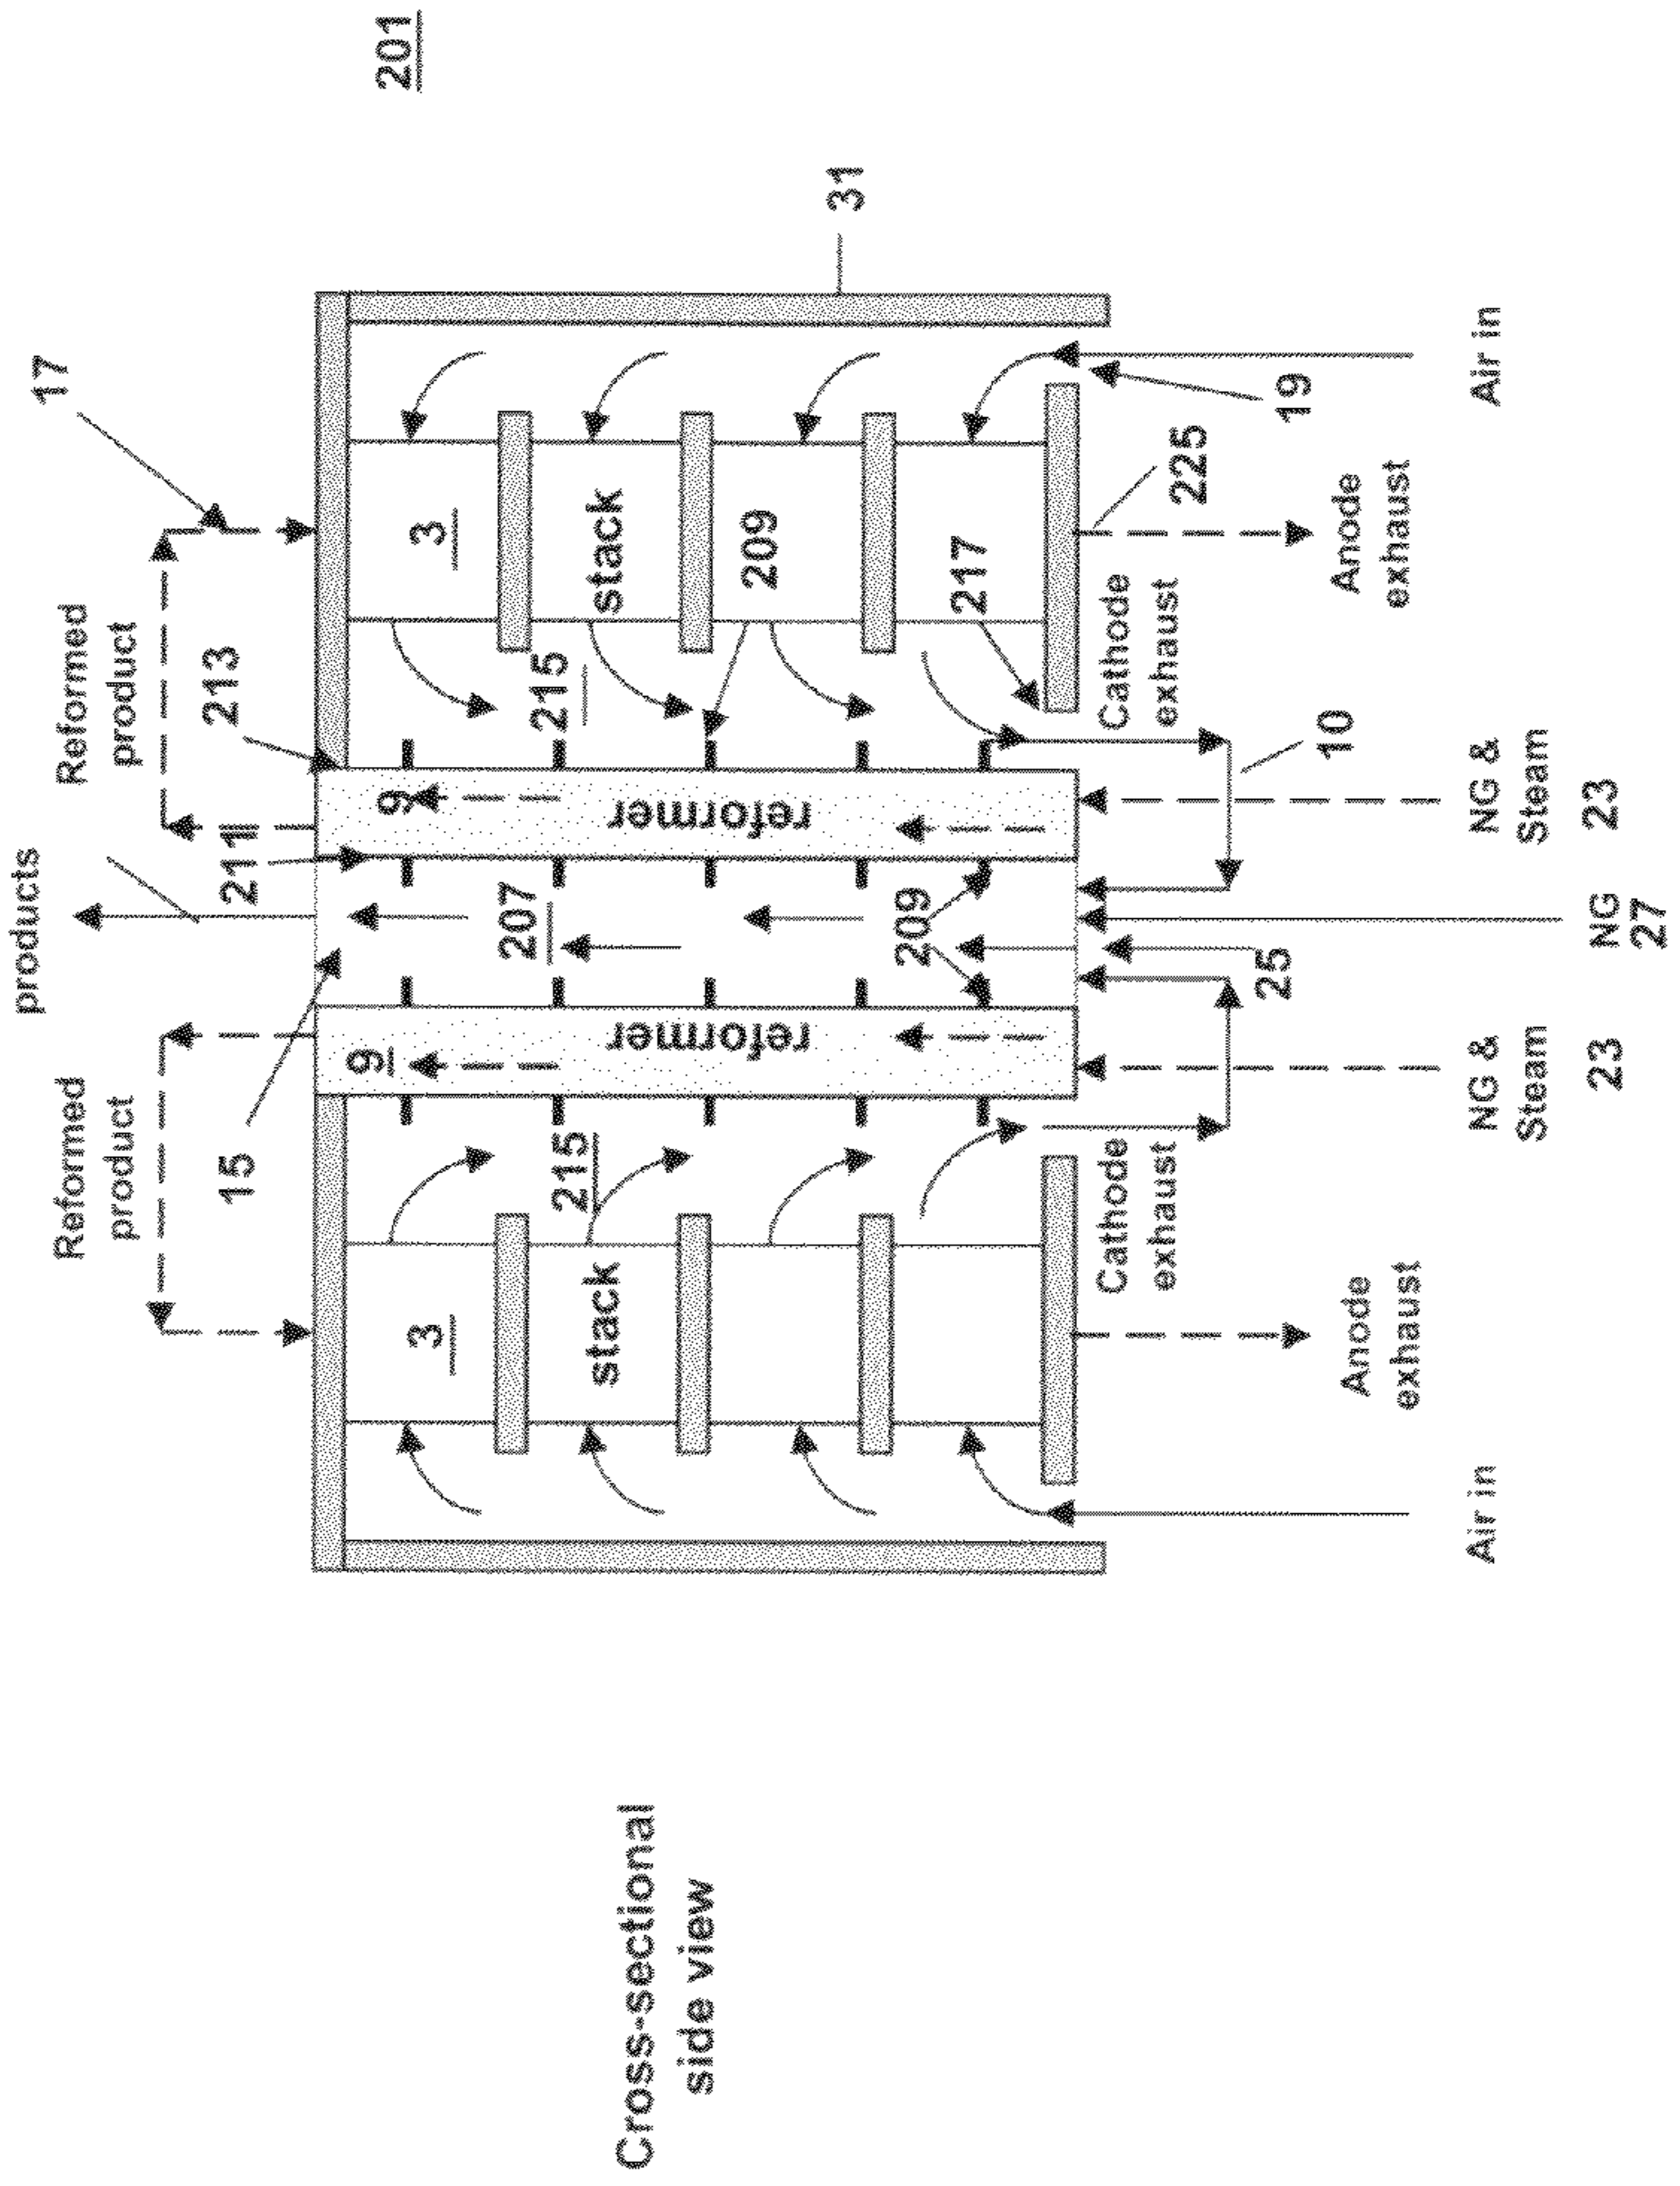 201
31
17
Reformed
product
213
211
products
Reformed
product
15
3
stack
209
217
215
9
reformer
207
209
9
reformer
215
3
stack
Air in
19
225
Anode
exhaust
Cathode
exhaust
10
NG &
Steam
23
NG
27
25
NG &
Steam
23
Cathode
exhaust
Anode
exhaust
Air in
Cross-sectional
side view